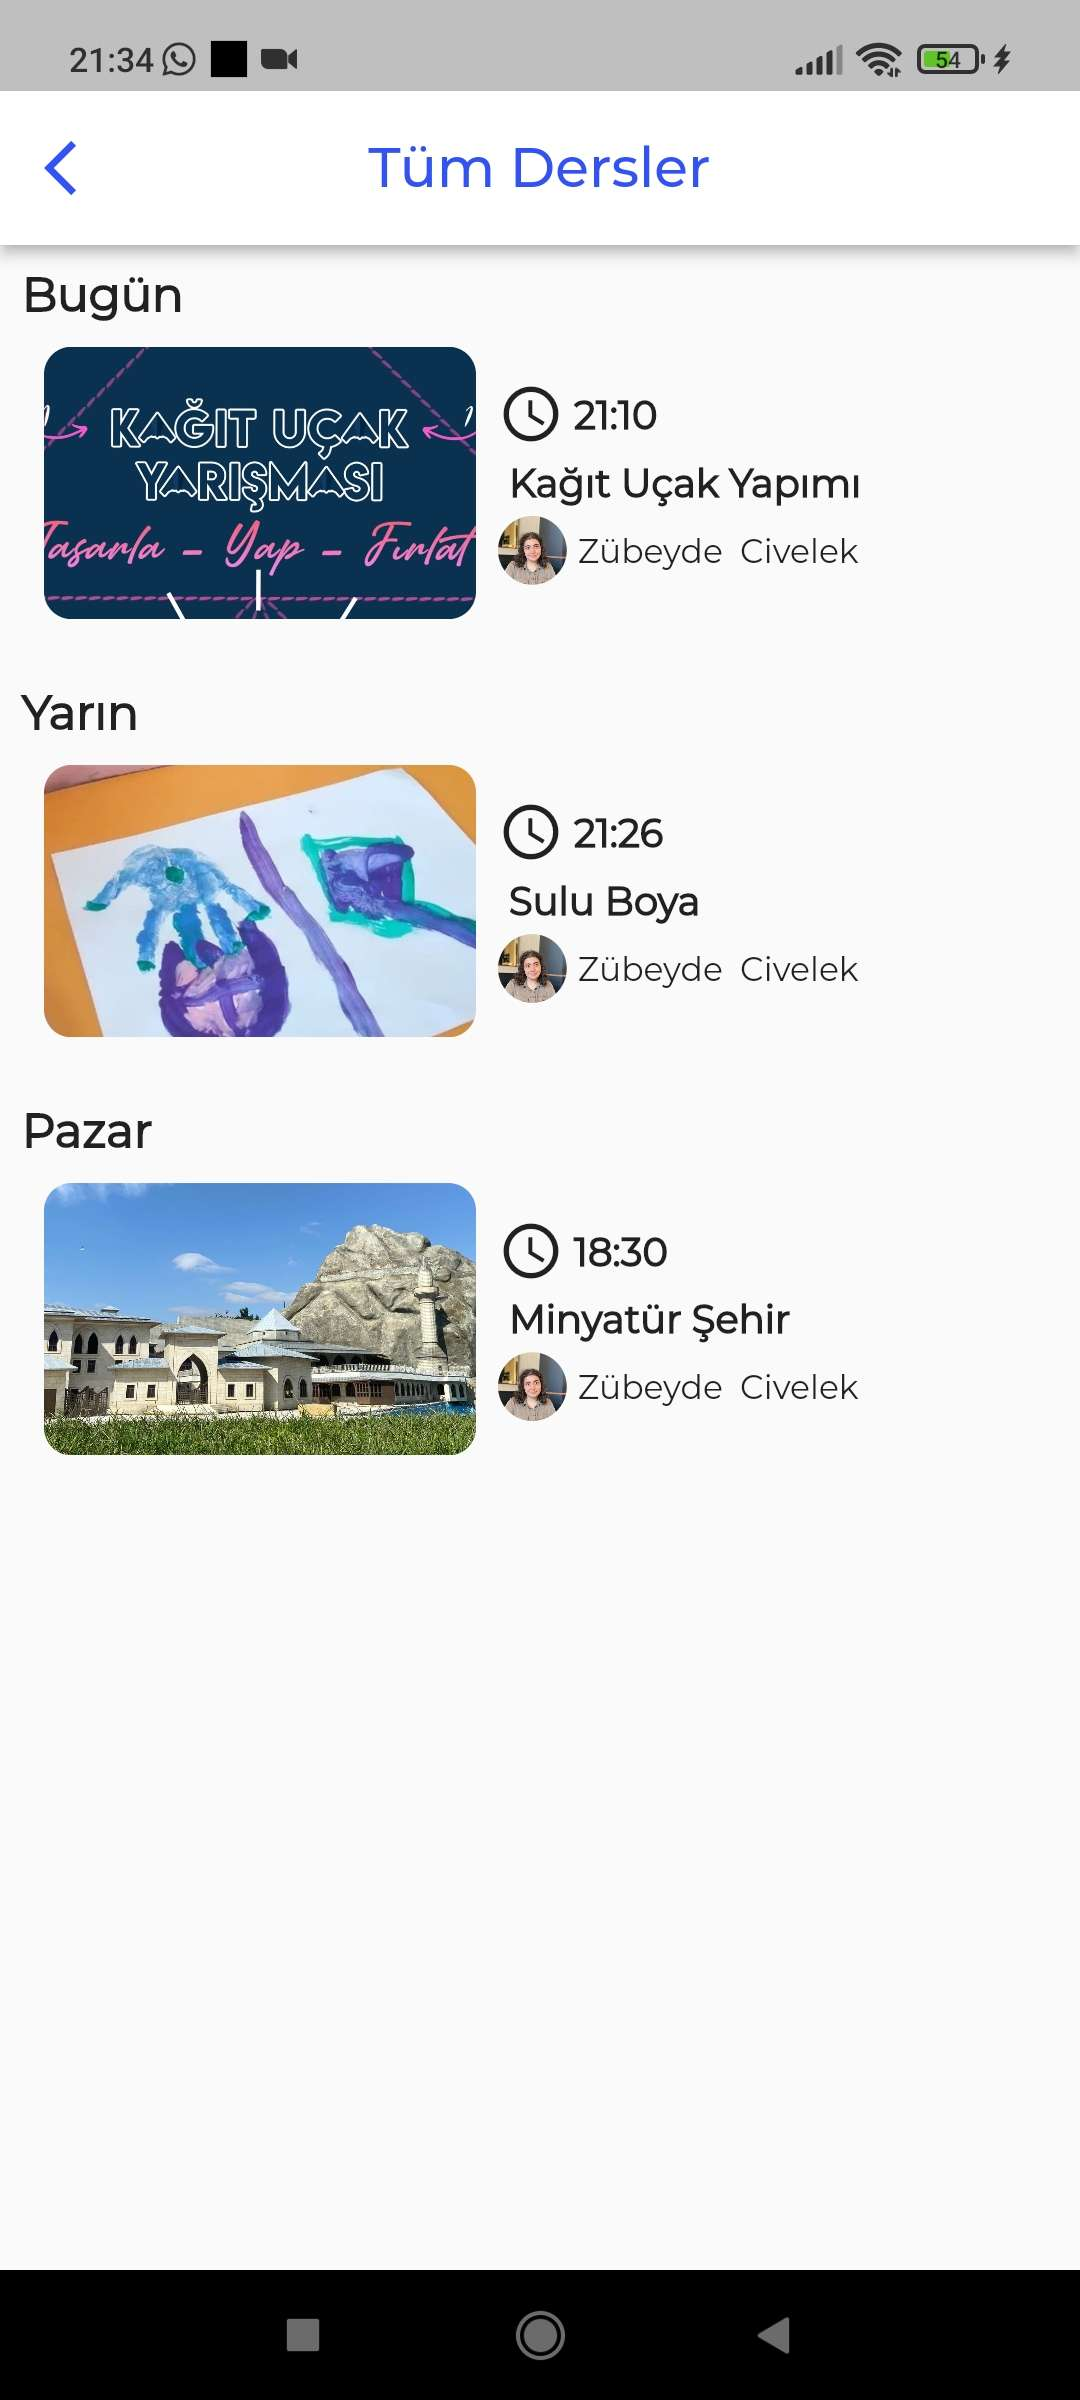 21:34
54
Tüm Dersler
Bugün
KAĞIT UÇAK
YARIŞMASI
Tasarla - Yap - Fırlat
21:10
Kağıt Uçak Yapımı
Zübeyde Civelek
Yarın
21:26
Sulu Boya
Zübeyde Civelek
Pazar
18:30
Minyatür Şehir
Zübeyde Civelek